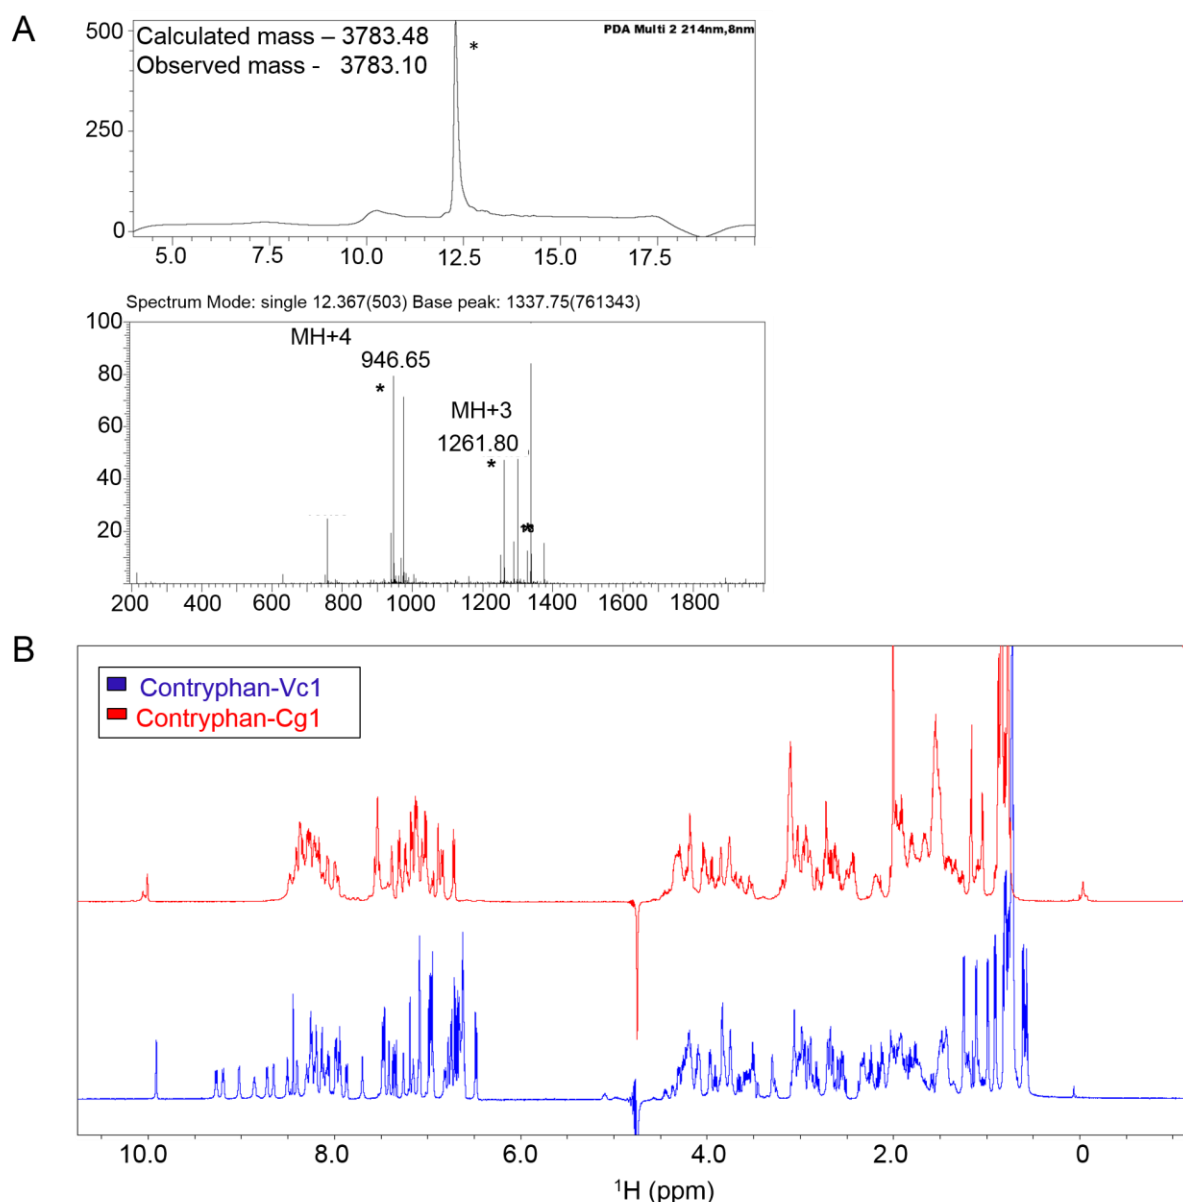 A
Calculated mass – 3783.48
Observed mass - 3783.10
PDA Multi 2 214nm,8nm
*
500
250
0
5.0 7.5 10.0 12.5 15.0 17.5
Spectrum Mode: single 12.367(503) Base peak: 1337.75(761343)
100
80
60
40
20
MH+4
946.65
*
MH+3
1261.80
*
200 400 600 800 1000 1200 1400 1600 1800
B
Contryphan-Vc1
Contryphan-Cg1
10.0 8.0 6.0 4.0 2.0 0
¹H (ppm)